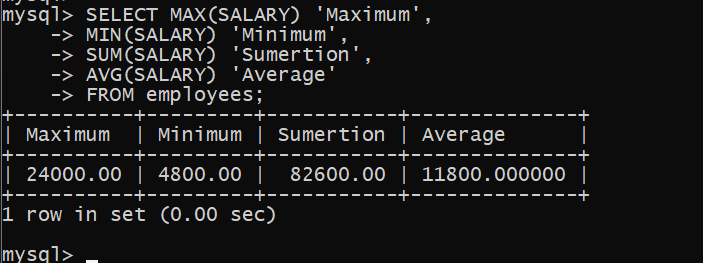 mysql>
mysql> SELECT MAX(SALARY) 'Maximum',
    -> MIN(SALARY) 'Minimum',
    -> SUM(SALARY) 'Sumertion',
    -> AVG(SALARY) 'Average'
    -> FROM employees;
+----------+---------+-----------+--------------+
| Maximum  | Minimum | Sumertion | Average      |
+----------+---------+-----------+--------------+
| 24000.00 | 4800.00 |  82600.00 | 11800.000000 |
+----------+---------+-----------+--------------+
1 row in set (0.00 sec)

mysql> _